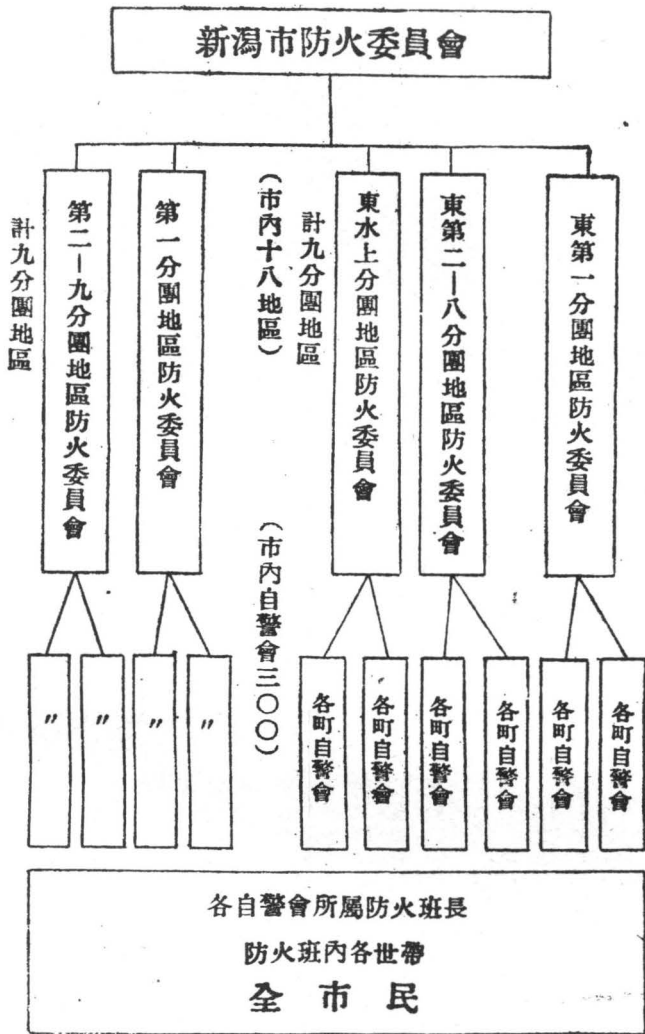 新潟市防火委員會
東第一分團地區防火委員會
東第二―八分團地區防火委員會
東水上分團地區防火委員會
計九分團地區
(市內十八地區)
第一分團地區防火委員會
第二―九分團地區防火委員會
計九分團地區
(市內自警會三〇〇)
各町自警會
各町自警會
各町自警會
各町自警會
各町自警會
各町自警會
〃
〃
〃
〃
各自警會所屬防火班長
防火班內各世帶
全市民